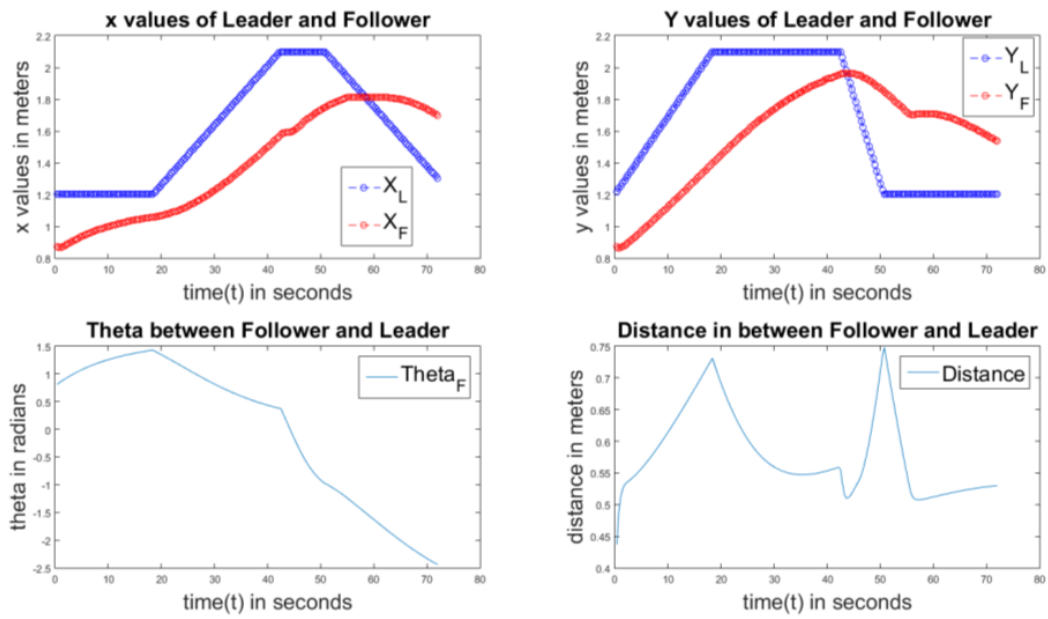 x values of Leader and Follower
x values in meters
2.2
2
1.8
1.6
1.4
1.2
1
0.8
0 10 20 30 40 50 60 70 80
time(t) in seconds
X_L
X_F
Y values of Leader and Follower
y values in meters
2.2
2
1.8
1.6
1.4
1.2
1
0.8
0 10 20 30 40 50 60 70 80
time(t) in seconds
Y_L
Y_F
Theta between Follower and Leader
theta in radians
1.5
1
0.5
0
-0.5
-1
-1.5
-2
-2.5
0 10 20 30 40 50 60 70 80
time(t) in seconds
Theta_F
Distance in between Follower and Leader
distance in meters
0.75
0.7
0.65
0.6
0.55
0.5
0.45
0.4
0 10 20 30 40 50 60 70 80
time(t) in seconds
Distance